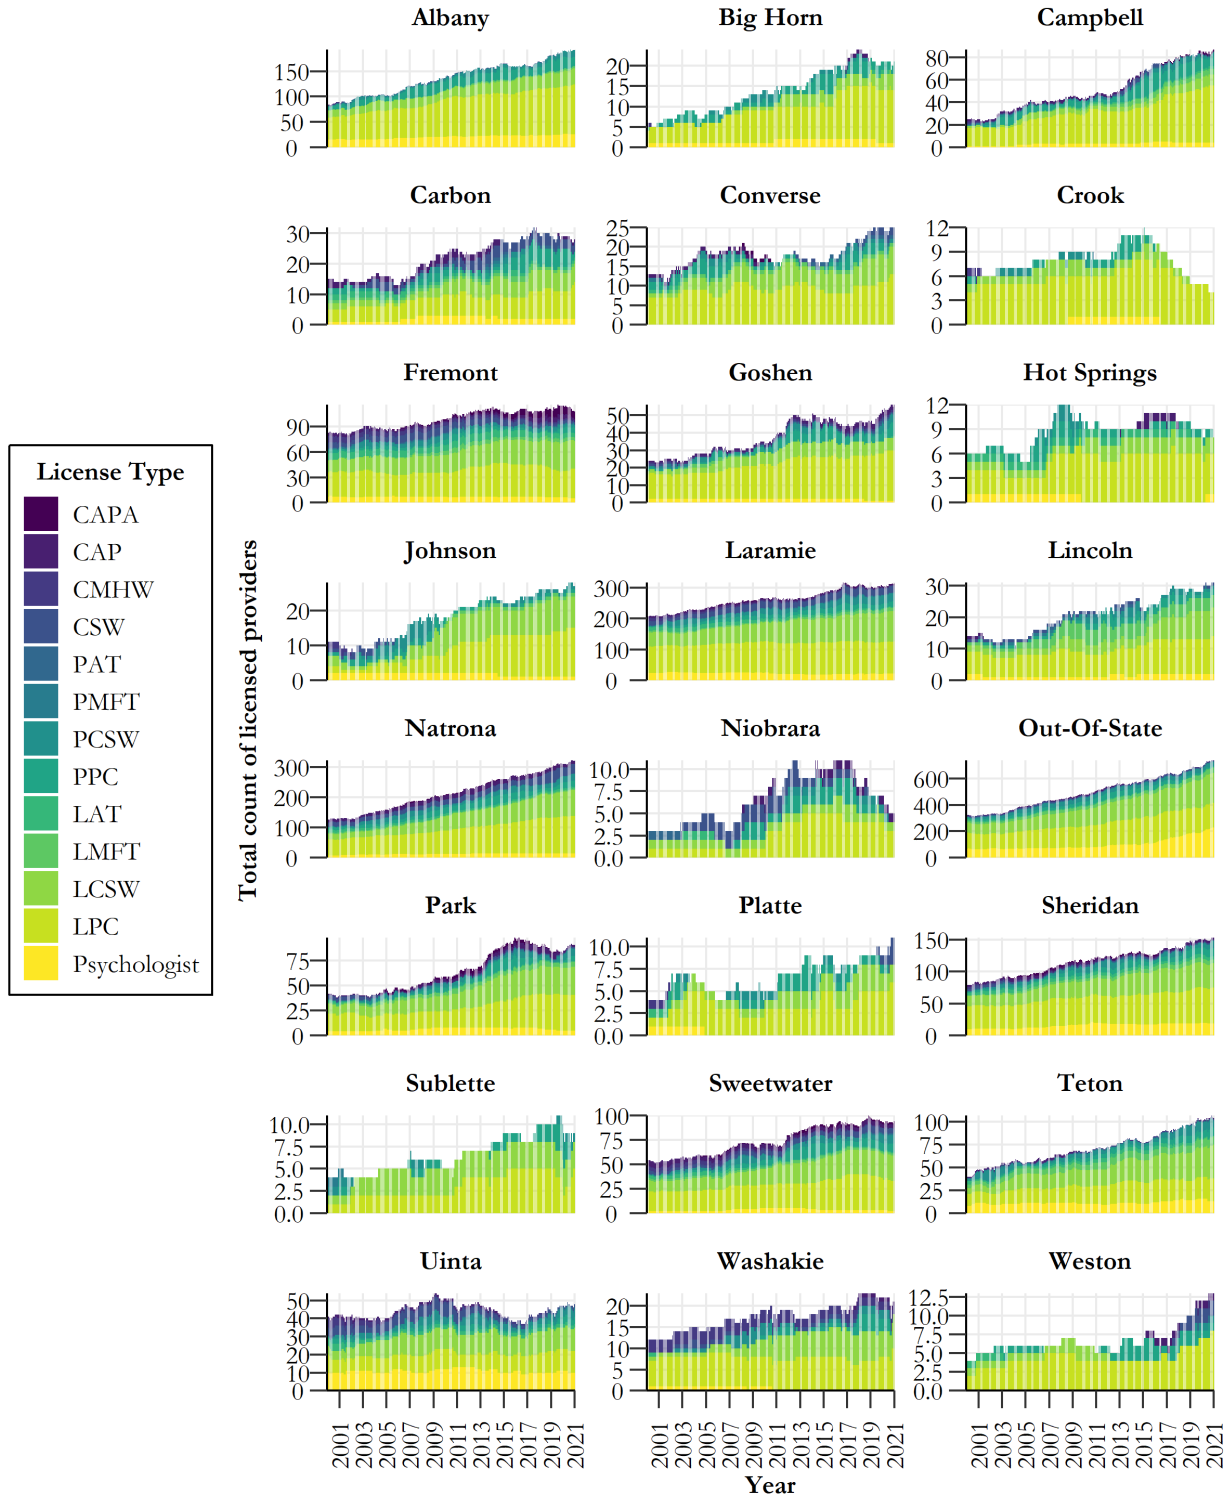 Albany
Big Horn
Campbell
150
100
50
0
20
15
10
5
0
80
60
40
20
0
Carbon
Converse
Crook
30
20
10
0
25
20
15
10
5
0
12
9
6
3
0
Fremont
Goshen
Hot Springs
90
60
30
0
50
40
30
20
10
0
12
9
6
3
0
License Type
CAPA
CAP
CMHW
CSW
PAT
PMFT
PCSW
PPC
LAT
LMFT
LCSW
LPC
Psychologist
Total count of licensed providers
Johnson
Laramie
Lincoln
20
10
0
300
200
100
0
30
20
10
0
Natrona
Niobrara
Out-Of-State
300
200
100
0
10.0
7.5
5.0
2.5
0.0
600
400
200
0
Park
Platte
Sheridan
75
50
25
0
10.0
7.5
5.0
2.5
0.0
150
100
50
0
Sublette
Sweetwater
Teton
10.0
7.5
5.0
2.5
0.0
100
75
50
25
0
100
75
50
25
0
Uinta
Washakie
Weston
50
40
30
20
10
0
20
15
10
5
0
12.5
10.0
7.5
5.0
2.5
0.0
2001 2003 2005 2007 2009 2011 2013 2015 2017 2019 2021
2001 2003 2005 2007 2009 2011 2013 2015 2017 2019 2021
2001 2003 2005 2007 2009 2011 2013 2015 2017 2019 2021
Year